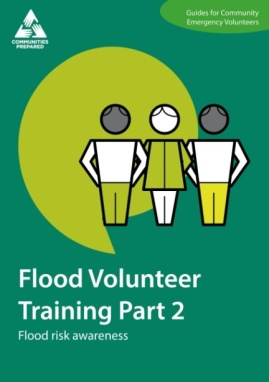 Guides for Community
Emergency Volunteers
COMMUNITIES
PREPARED
Flood Volunteer
Training Part 2
Flood risk awareness